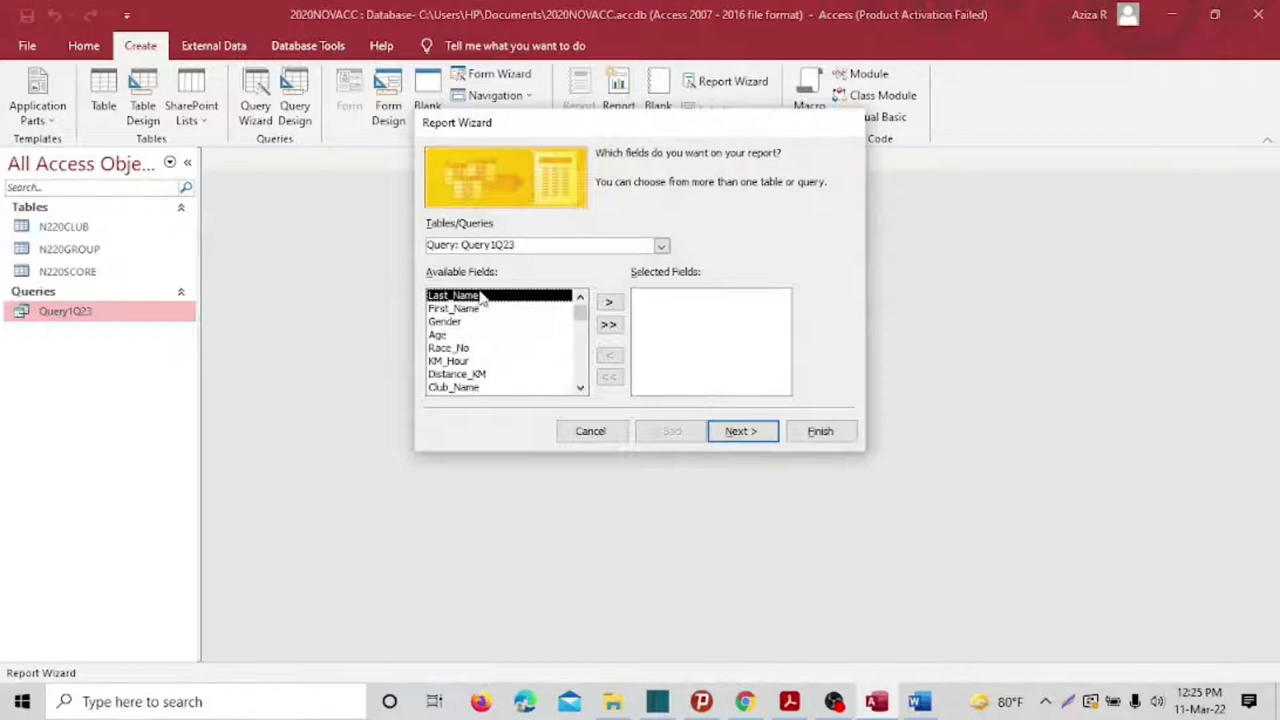 2020NOVACC : Database- C:\Users\HP\Documents\2020NOVACC.accdb (Access 2007 - 2016 file format) - Access (Product Activation Failed)
Aziza R
File
Home
Create
External Data
Database Tools
Help
Tell me what you want to do
Application
Parts
Templates
Table
Table
Design
SharePoint
Lists
Tables
Query
Wizard
Query
Design
Queries
Form
Form
Design
Blank
Form Wizard
Navigation
Report
Report
Blank
Report Wizard
Macro
Module
Class Module
ual Basic
Code
All Access Obje...
Search...
Tables
N220CLUB
N220GROUP
N220SCORE
Queries
Query1Q23
Report Wizard
Which fields do you want on your report?
You can choose from more than one table or query.
Tables/Queries
Query: Query1Q23
Available Fields:
Selected Fields:
Last_Name
First_Name
Gender
Age
Race_No
KM_Hour
Distance_KM
Club_Name
>
>>
<
<<
Cancel
Next >
Finish
Report Wizard
Type here to search
80°F
12:25 PM
11-Mar-22